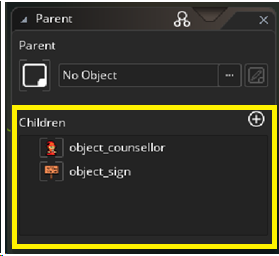 Parent
Parent
No Object
Children
object_counsellor
object_sign